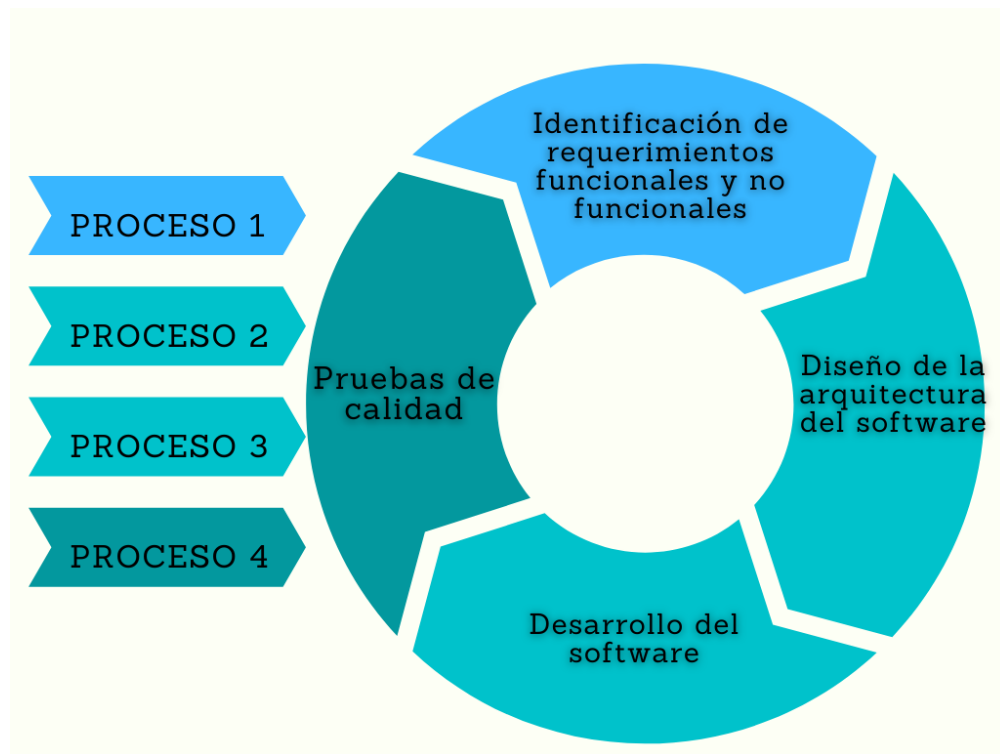 PROCESO 1
PROCESO 2
PROCESO 3
PROCESO 4
Identificación de
requerimientos
funcionales y no
funcionales
Diseño de la
arquitectura
del software
Desarrollo del
software
Pruebas de
calidad